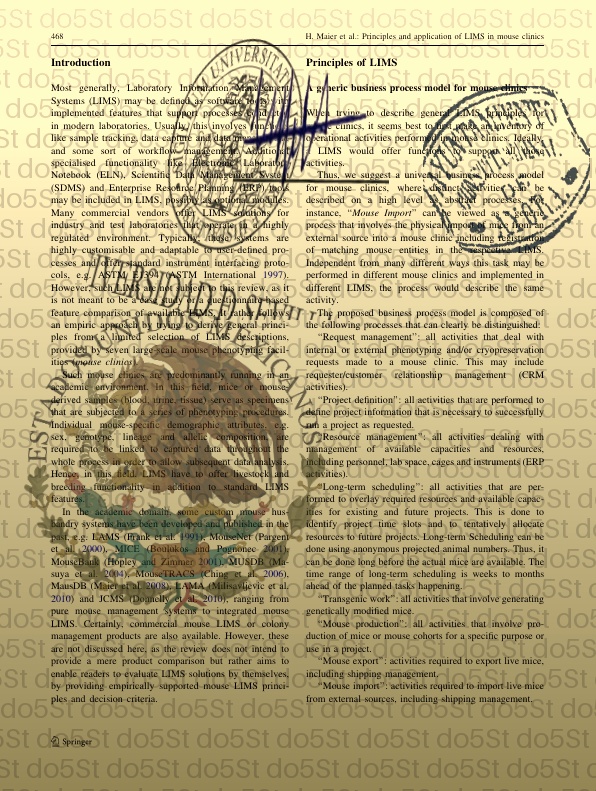 468
H. Maier et al.: Principles and application of LIMS in mouse clinics
Introduction
Most generally, Laboratory Information Management
Systems (LIMS) may be defined as software tools with
implemented features that support processes
in modern laboratories. Usually, this involves
like sample tracking, data capture and data
and some sort of workflow management. Additional
specialised functionality like Electronic Laboratory
Notebook (ELN), Scientific Data Management System
(SDMS) and Enterprise Resource Planning (ERP) tools
may be included in LIMS, possibly as optional modules.
Many commercial vendors offer LIMS solutions for
industry and test laboratories that operate in a highly
regulated environment. Typically, those systems are
highly customisable and adaptable to user-defined pro-
cesses and offer standard instrument interfacing proto-
cols, e.g. ASTM E1394 (ASTM International 1997).
However, such LIMS are not subject to this review, as it
is not meant to be a case study or a questionnaire-based
feature comparison of available LIMS. It rather follows
an empiric approach by trying to derive general princi-
ples from a limited selection of LIMS descriptions,
provided by seven large-scale mouse phenotyping facil-
ities (mouse clinics).
Such mouse clinics are predominantly running in an
academic environment. In this field, mice or mouse-
derived samples (blood, urine, tissue) serve as specimens
that are subjected to a series of phenotyping procedures.
Individual mouse-specific demographic attributes, e.g.
sex, genotype, lineage or allelic composition, are
required to be linked to captured data throughout the
whole process in order to allow subsequent data analysis.
Hence, in this field, LIMS have to offer livestock and
breeding functionality in addition to standard LIMS
features.
In the academic domain, some custom mouse hus-
bandry systems have been developed and published in the
past, e.g. LAMS (Frank et al. 1991), MouseNet (Pargent
et al. 2000), MICE (Boulukos and Pognonec 2001),
MouseBank (Hopley and Zimmer 2001), MUSDB (Ma-
suya et al. 2004), MouseTRACS (Ching et al. 2006),
MausDB (Maier et al. 2008), LAMA (Milisavljevic et al.
2010) and JCMS (Donnelly et al. 2010), ranging from
pure mouse management systems to integrated mouse
LIMS. Certainly, commercial mouse LIMS or colony
management products are also available. However, these
are not discussed here, as the review does not intend to
provide a mere product comparison but rather aims to
enable readers to evaluate LIMS solutions by themselves,
by providing empirically supported mouse LIMS princi-
ples and decision criteria.
Principles of LIMS
A generic business process model for mouse clinics
When trying to describe general LIMS principles for
mouse clinics, it seems best to first make an inventory of
operational activities performed in mouse clinics. Ideally,
LIMS would offer functions to support all those
activities.
Thus, we suggest a universal business process model
for mouse clinics, where distinct activities can be
described on a high level as abstract processes. For
instance, “Mouse Import” can be viewed as a generic
process that involves the physical import of mice from an
external source into a mouse clinic including registration
of matching mouse entities in the respective LIMS.
Independent from many different ways this task may be
performed in different mouse clinics and implemented in
different LIMS, the process would describe the same
activity.
The proposed business process model is composed of
the following processes that can clearly be distinguished:
“Request management”: all activities that deal with
internal or external phenotyping and/or cryopreservation
requests made to a mouse clinic. This may include
requester/customer relationship management (CRM
activities).
“Project definition”: all activities that are performed to
define project information that is necessary to successfully
run a project as requested.
“Resource management”: all activities dealing with
management of available capacities and resources,
including personnel, lab space, cages and instruments (ERP
activities).
“Long-term scheduling”: all activities that are per-
formed to overlay required resources and available capac-
ities for existing and future projects. This is done to
identify project time slots and to tentatively allocate
resources to future projects. Long-term Scheduling can be
done using anonymous projected animal numbers. Thus, it
can be done long before the actual mice are available. The
time range of long-term scheduling is weeks to months
ahead of the planned tasks happening.
“Transgenic work”: all activities that involve generating
genetically modified mice.
“Mouse production”: all activities that involve pro-
duction of mice or mouse cohorts for a specific purpose or
use in a project.
“Mouse export”: activities required to export live mice,
including shipping management.
“Mouse import”: activities required to import live mice
from external sources, including shipping management.
Springer